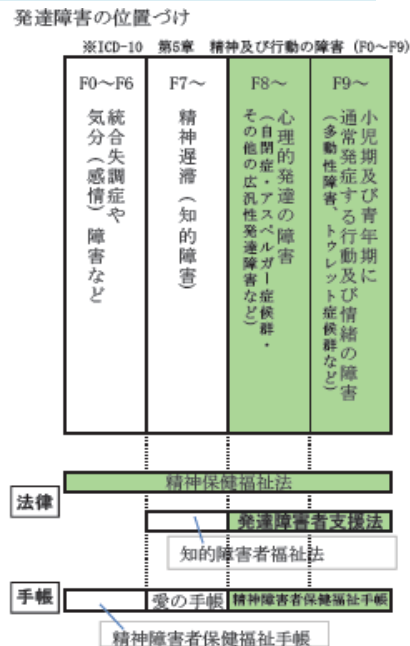 発達障害の位置づけ
※ICD-10 第5章 精神及び行動の障害（F0～F9）
F0～F6
統合失調症や
気分（感情）障害など
F7～
精神遅滞（知的障害）
F8～
心理的発達の障害
（自閉症・アスペルガー症候群・
その他の広汎性発達障害など）
F9～
小児期及び青年期に
通常発症する行動及び情緒の障害
（多動性障害、トゥレット症候群など）
法律
精神保健福祉法
発達障害者支援法
知的障害者福祉法
手帳
愛の手帳
精神障害者保健福祉手帳
精神障害者保健福祉手帳